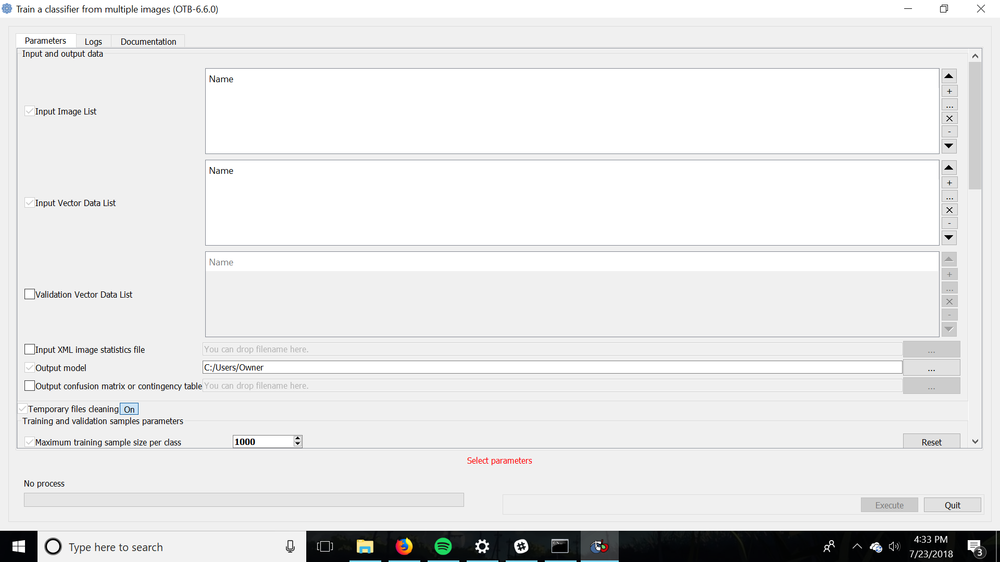 Train a classifier from multiple images (OTB-6.6.0)
Parameters Logs Documentation
Input and output data
Name
+
...
Input Image List
-
Name
+
...
Input Vector Data List
-
Name
+
...
Validation Vector Data List
-
Input XML image statistics file You can drop filename here. ...
Output model C:/Users/Owner ...
Output confusion matrix or contingency table You can drop filename here. ...
Temporary files cleaning On
Training and validation samples parameters
Maximum training sample size per class 1000 Reset
Select parameters
No process
Execute Quit
Type here to search
4:33 PM
7/23/2018
3